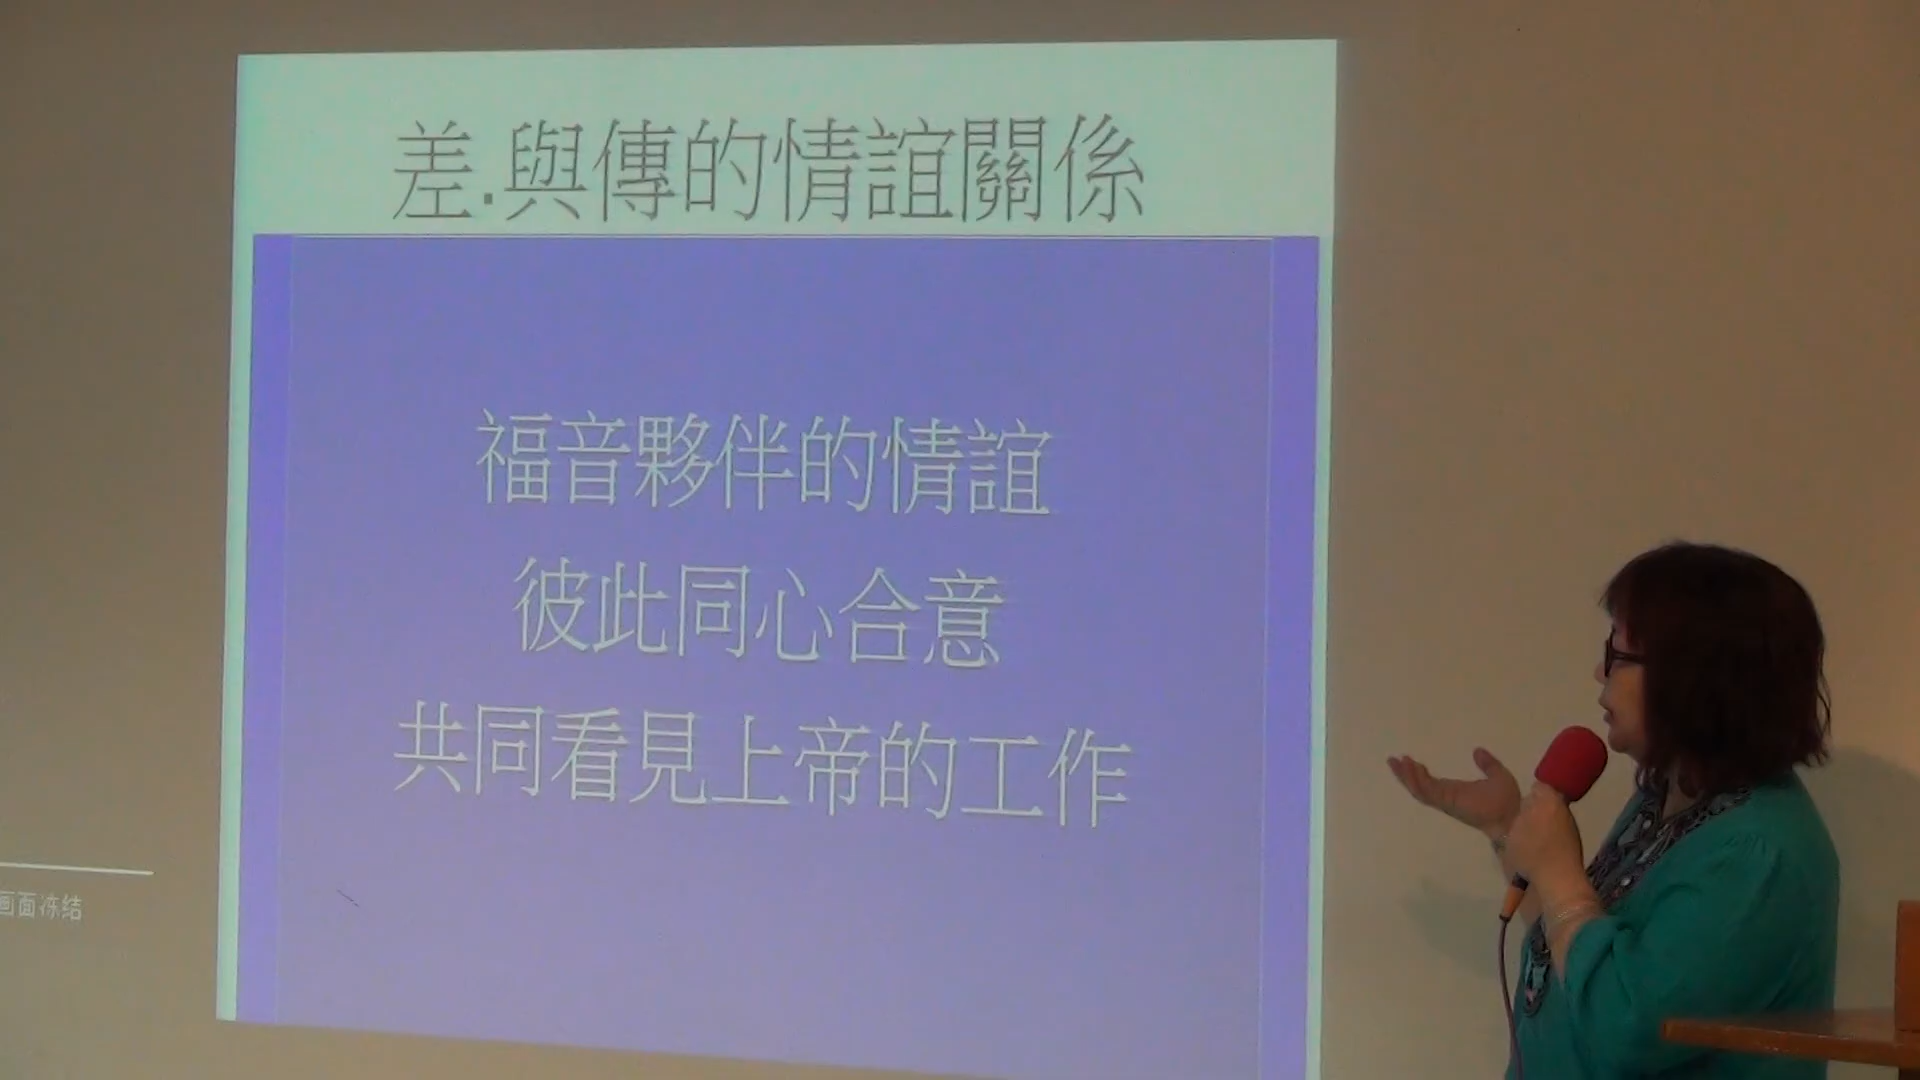 差.與傳的情誼關係
福音夥伴的情誼
彼此同心合意
共同看見上帝的工作
画面冻结